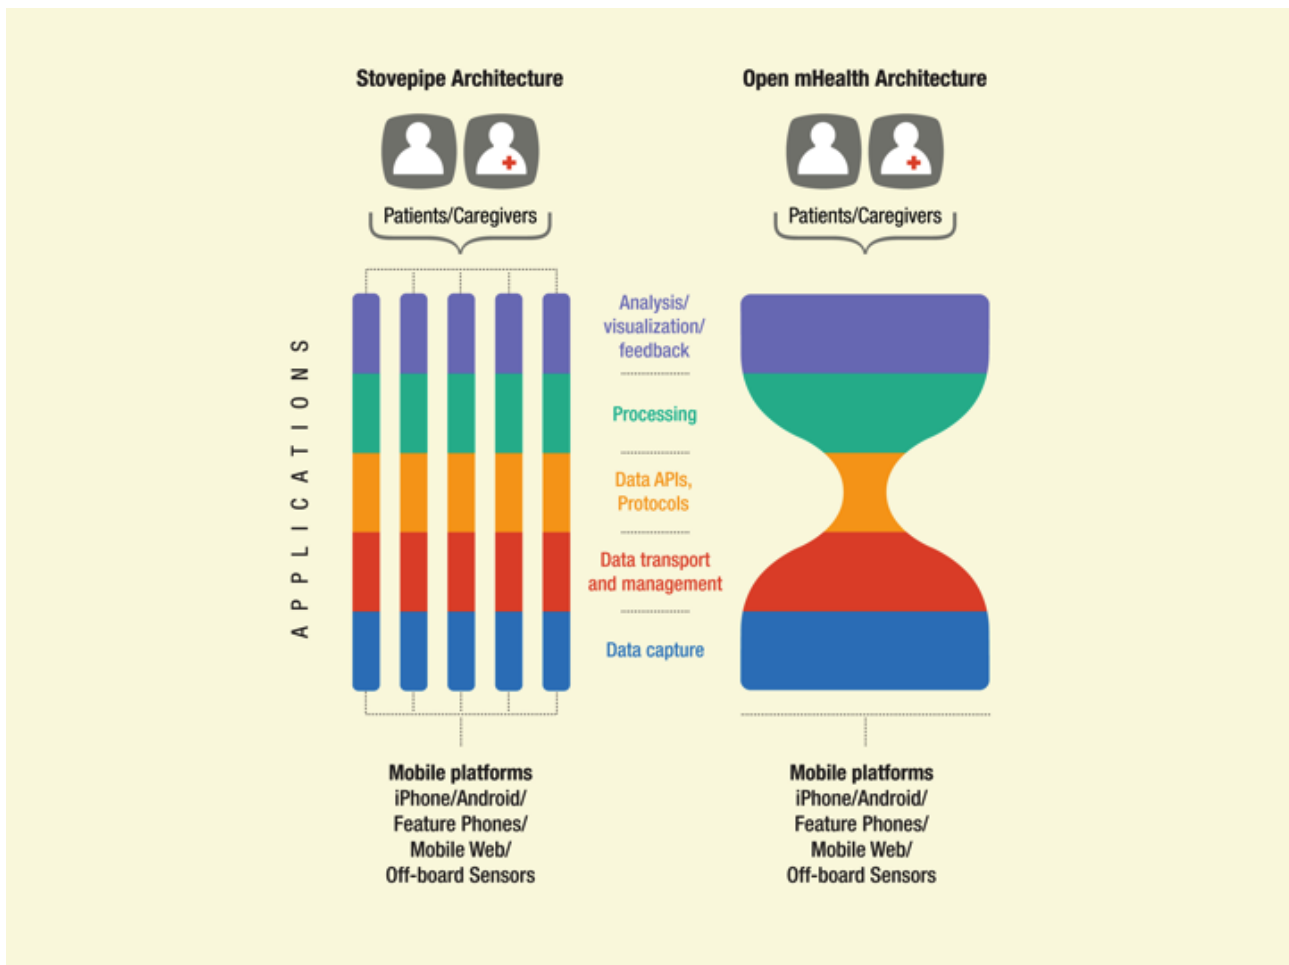 Stovepipe Architecture
Patients/Caregivers
Open mHealth Architecture
Patients/Caregivers
APPLICATIONS
Analysis/
visualization/
feedback
Processing
Data APIs,
Protocols
Data transport
and management
Data capture
Mobile platforms
iPhone/Android/
Feature Phones/
Mobile Web/
Off-board Sensors
Mobile platforms
iPhone/Android/
Feature Phones/
Mobile Web/
Off-board Sensors